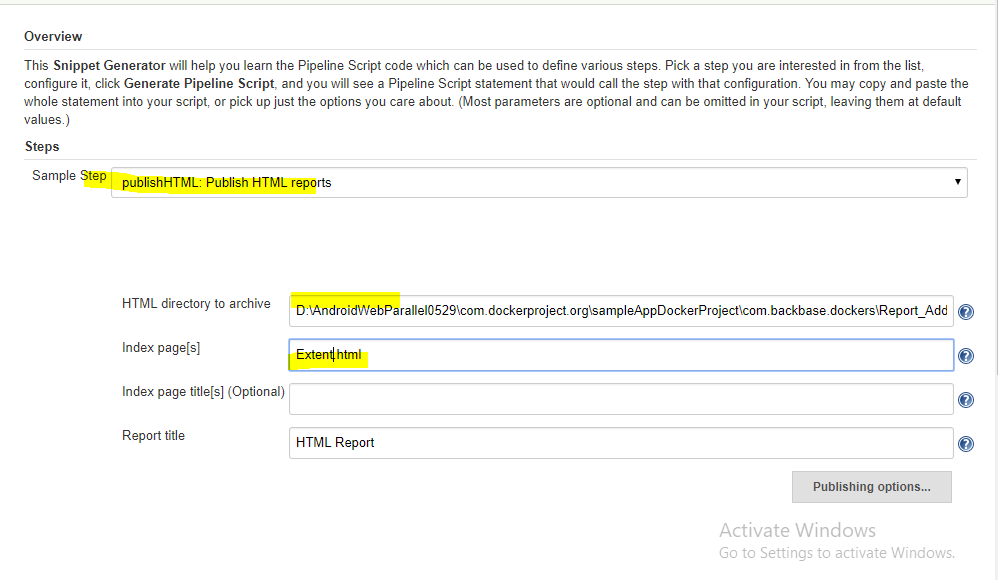 Overview
This Snippet Generator will help you learn the Pipeline Script code which can be used to define various steps. Pick a step you are interested in from the list,
configure it, click Generate Pipeline Script, and you will see a Pipeline Script statement that would call the step with that configuration. You may copy and paste the
whole statement into your script, or pick up just the options you care about. (Most parameters are optional and can be omitted in your script, leaving them at default
values.)
Steps
Sample Step publishHTML: Publish HTML reports
HTML directory to archive D:\AndroidWebParallel0529\com.dockerproject.org\sampleAppDockerProject\com.backbase.dockers\Report_Add
Index page[s] Extent.html
Index page title[s] (Optional)
Report title HTML Report
Publishing options...
Activate Windows
Go to Settings to activate Windows.